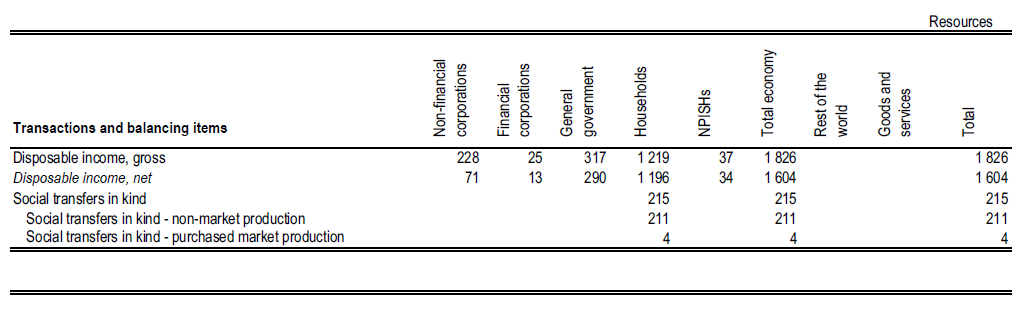 Resources
Transactions and balancing items Non-financial corporations Financial corporations General government Households NPISHs Total economy Rest of the world Goods and services Total
Disposable income, gross 228 25 317 1 219 37 1 826 1 826
Disposable income, net 71 13 290 1 196 34 1 604 1 604
Social transfers in kind 215 215 215
Social transfers in kind - non-market production 211 211 211
Social transfers in kind - purchased market production 4 4 4